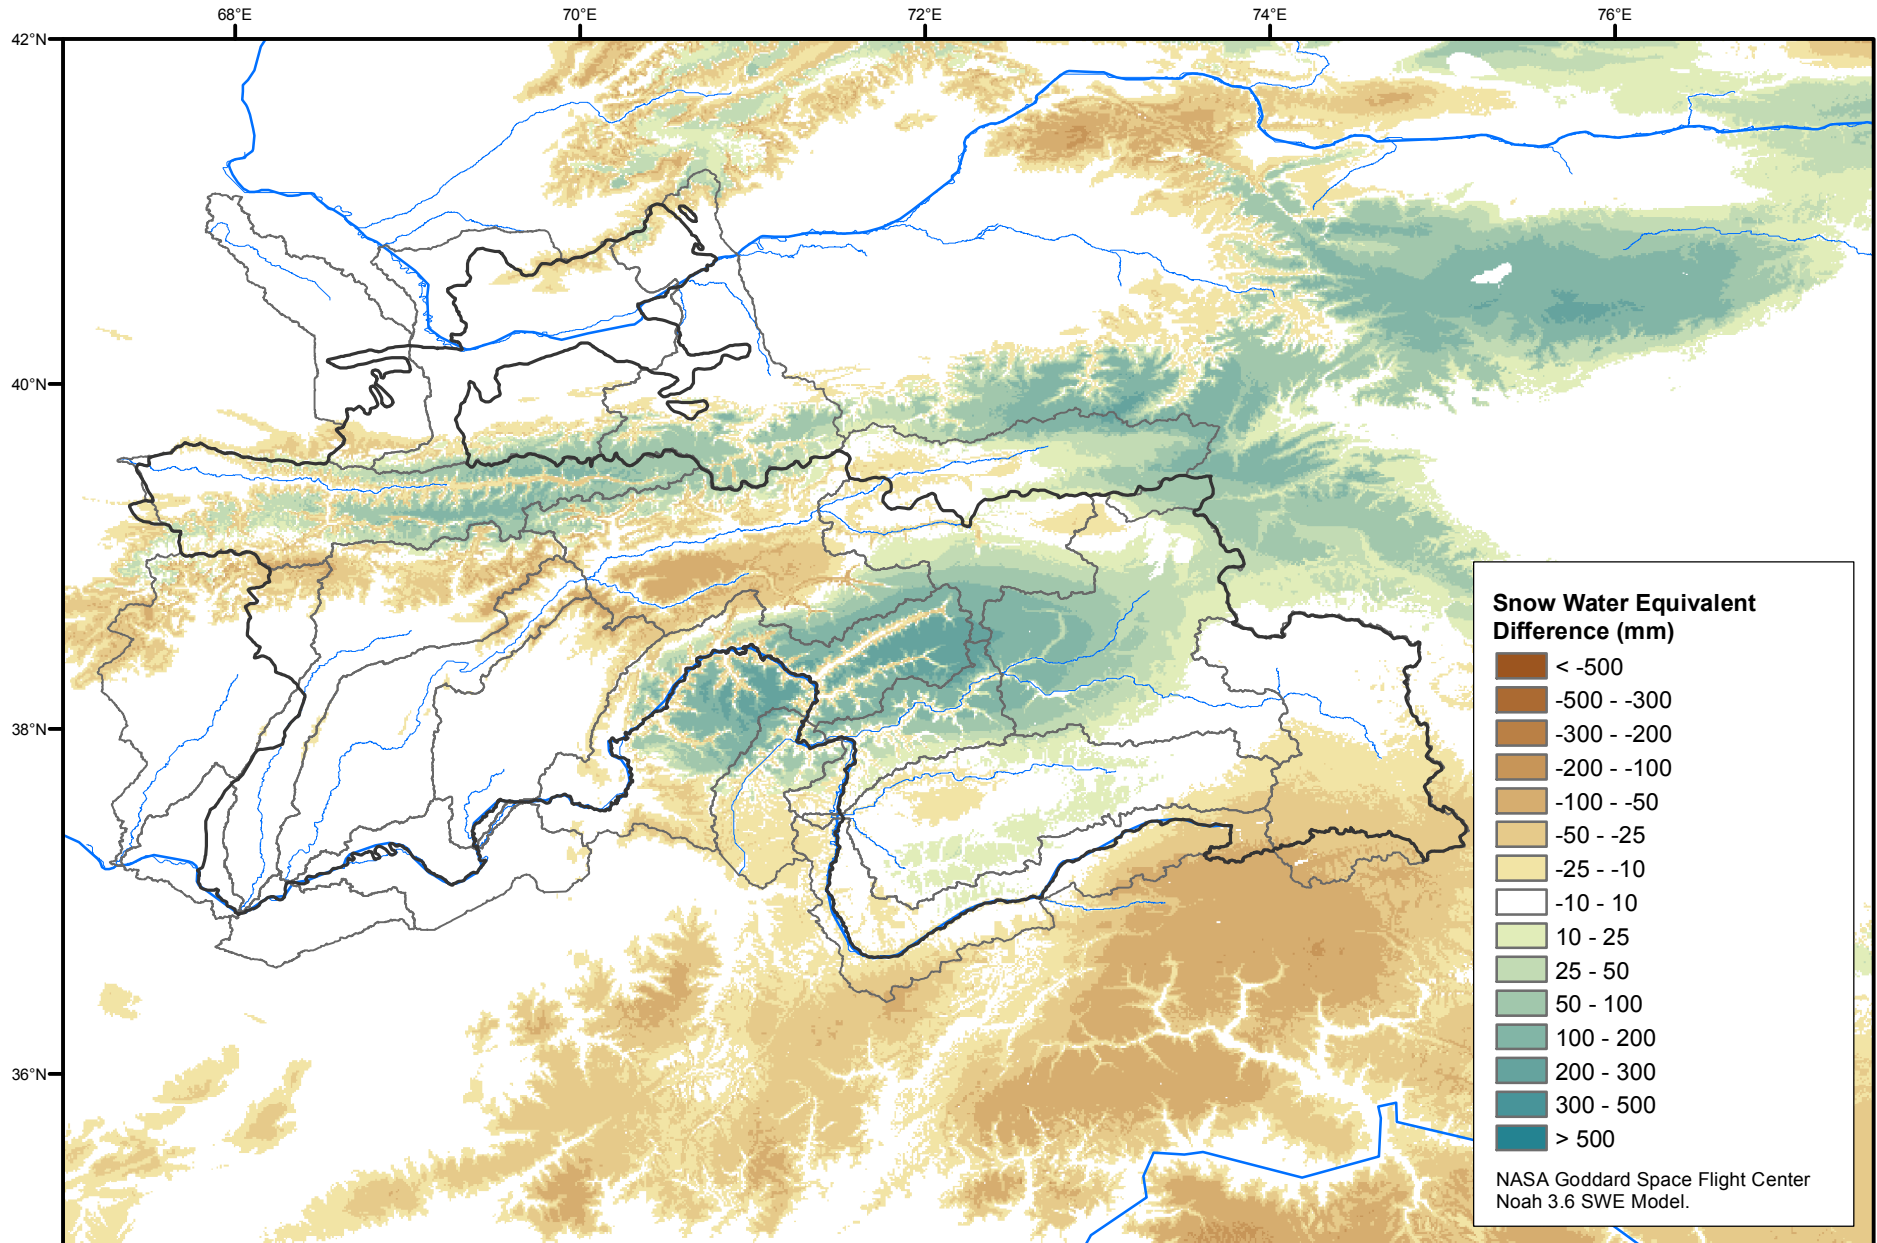 68°E
70°E
72°E
74°E
76°E
42°N
40°N
38°N
36°N
Snow Water Equivalent
Difference (mm)
< -500
-500 - -300
-300 - -200
-200 - -100
-100 - -50
-50 - -25
-25 - -10
-10 - 10
10 - 25
25 - 50
50 - 100
100 - 200
200 - 300
300 - 500
> 500
NASA Goddard Space Flight Center
Noah 3.6 SWE Model.